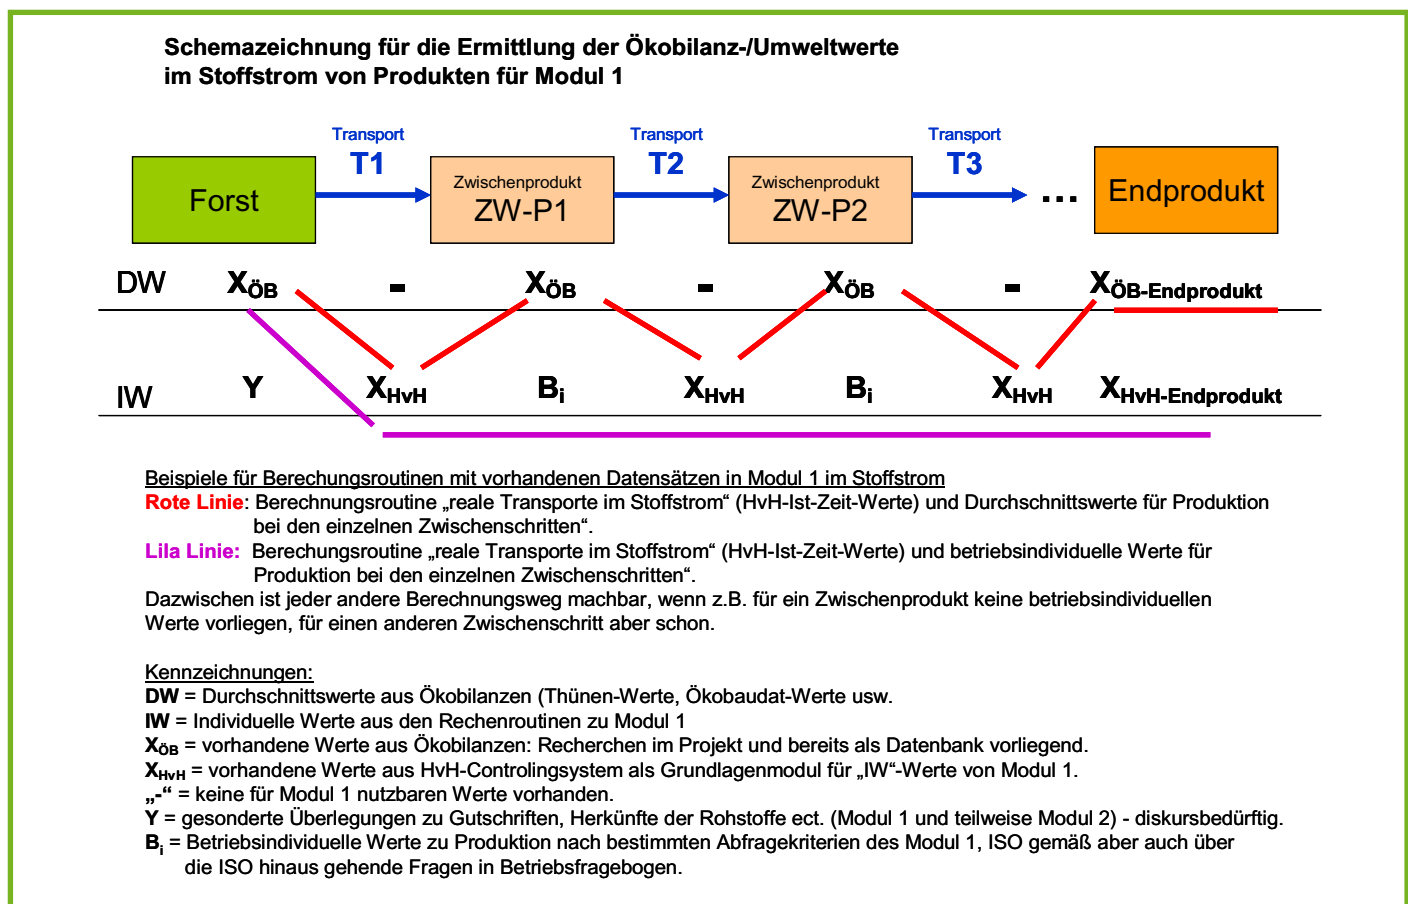 Schemazeichnung für die Ermittlung der Ökobilanz-/Umweltwerte
im Stoffstrom von Produkten für Modul 1
Transport
T1
Transport
T2
Transport
T3
Forst
Zwischenprodukt
ZW-P1
Zwischenprodukt
ZW-P2
...
Endprodukt
DW XÖB - XÖB - XÖB - XÖB-Endprodukt
IW Y XHvH Bi XHvH Bi XHvH XHvH-Endprodukt
Beispiele für Berechungsroutinen mit vorhandenen Datensätzen in Modul 1 im Stoffstrom
Rote Linie: Berechnungsroutine „reale Transporte im Stoffstrom“ (HvH-Ist-Zeit-Werte) und Durchschnittswerte für Produktion
bei den einzelnen Zwischenschritten“.
Lila Linie: Berechungsroutine „reale Transporte im Stoffstrom“ (HvH-Ist-Zeit-Werte) und betriebsindividuelle Werte für
Produktion bei den einzelnen Zwischenschritten“.
Dazwischen ist jeder andere Berechnungsweg machbar, wenn z.B. für ein Zwischenprodukt keine betriebsindividuellen
Werte vorliegen, für einen anderen Zwischenschritt aber schon.
Kennzeichnungen:
DW = Durchschnittswerte aus Ökobilanzen (Thünen-Werte, Ökobaudat-Werte usw.
IW = Individuelle Werte aus den Rechenroutinen zu Modul 1
XÖB = vorhandene Werte aus Ökobilanzen: Recherchen im Projekt und bereits als Datenbank vorliegend.
XHvH = vorhandene Werte aus HvH-Controlingsystem als Grundlagenmodul für „IW“-Werte von Modul 1.
„-“ = keine für Modul 1 nutzbaren Werte vorhanden.
Y = gesonderte Überlegungen zu Gutschriften, Herkünfte der Rohstoffe ect. (Modul 1 und teilweise Modul 2) - diskursbedürftig.
Bi = Betriebsindividuelle Werte zu Produktion nach bestimmten Abfragekriterien des Modul 1, ISO gemäß aber auch über
die ISO hinaus gehende Fragen in Betriebsfragebogen.